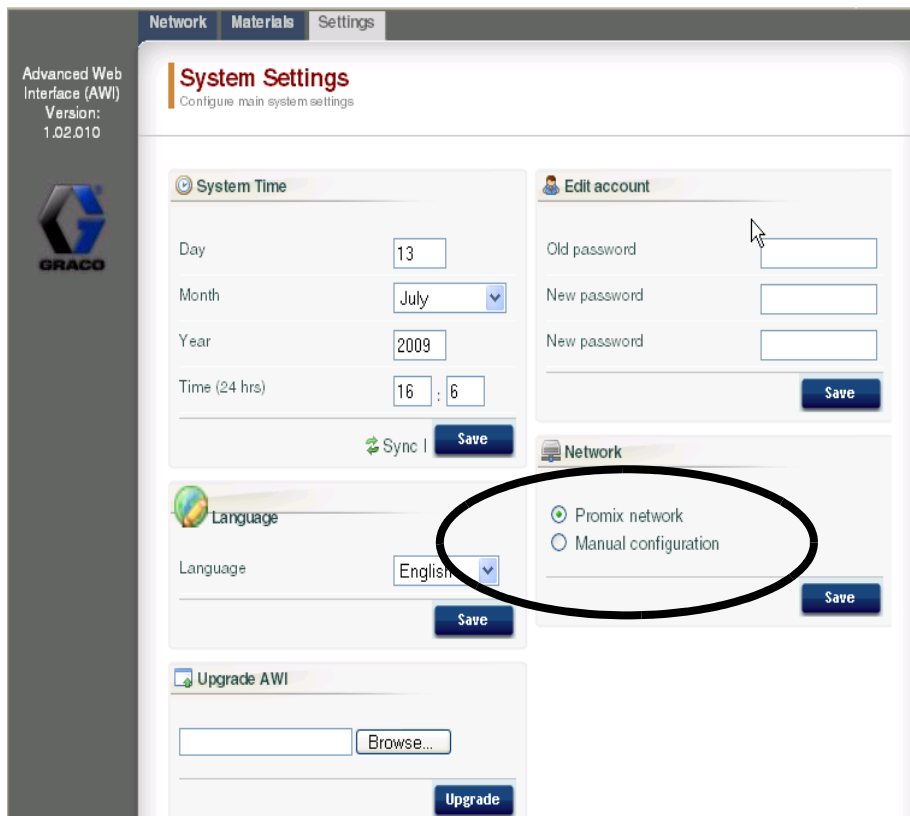 Network Materials Settings
Advanced Web
Interface (AWI)
Version:
1.02.010
GRACO
System Settings
Configure main system settings
System Time
Day 13
Month July
Year 2009
Time (24 hrs) 16 : 6
Sync | Save
Language
Language English
Save
Upgrade AWI
Browse...
Upgrade
Edit account
Old password
New password
New password
Save
Network
Promix network
Manual configuration
Save